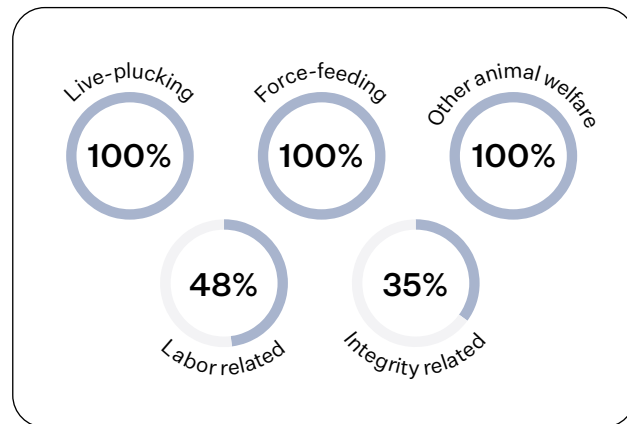 Live-plucking
100%
Force-feeding
100%
Other animal welfare
100%
48%
Labor related
35%
Integrity related